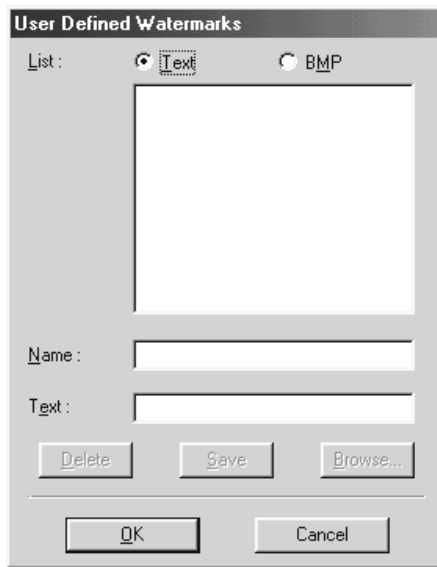 User Defined Watermarks
List : Text BMP
Name :
Text :
Delete Save Browse...
OK Cancel